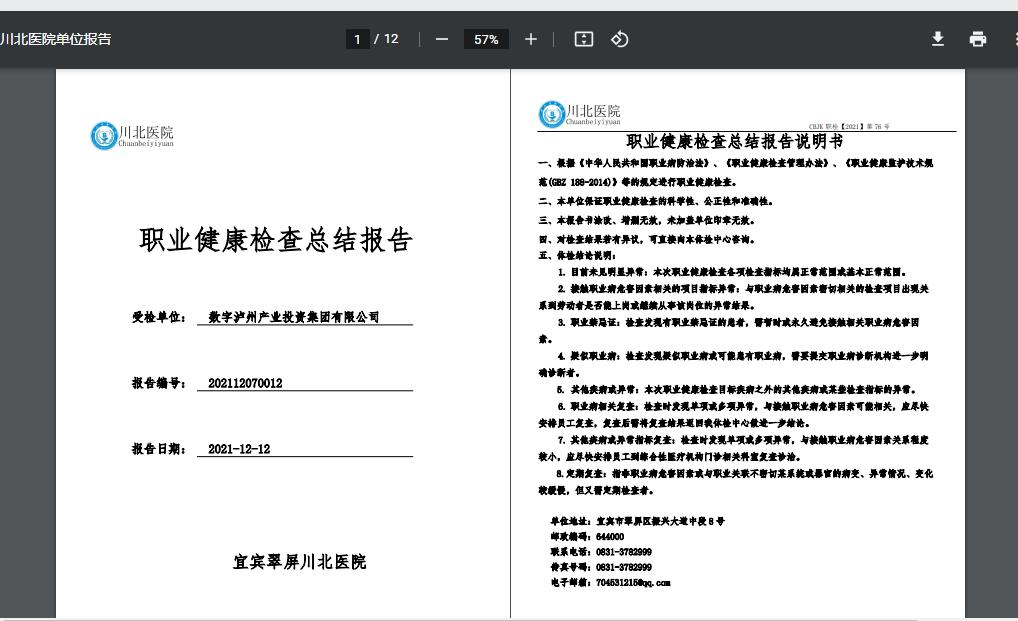 川北医院单位报告
1 / 12
57%
川北医院
Chuanbeiyiyuan
职业健康检查总结报告
受检单位： 数字泸州产业投资集团有限公司
报告编号： 202112070012
报告日期： 2021-12-12
宜宾翠屏川北医院
川北医院
Chuanbeiyiyuan
CBJK 职检【2021】第 76 号
职业健康检查总结报告说明书
一、根据《中华人民共和国职业病防治法》、《职业健康检查管理办法》、《职业健康监护技术规
范(GBZ 188-2014)》等的规定进行职业健康检查。
二、本单位保证职业健康检查的科学性、公正性和准确性。
三、本报告书涂改、增删无效，未加盖单位印章无效。
四、对检查结果若有异议，可直接向本体检中心咨询。
五、体检结论说明：
1. 目前未见明显异常：本次职业健康检查各项检查指标均属正常范围或基本正常范围。
2. 接触职业病危害因素相关的项目指标异常：与职业病危害因素密切相关的检查项目出现关
系到劳动者是否能上岗或继续从事该岗位的异常结果。
3. 职业禁忌证：检查发现有职业禁忌证的患者，需暂时或永久避免接触相关职业病危害因
素。
4. 疑似职业病：检查发现疑似职业病或可能患有职业病，需要提交职业病诊断机构进一步明
确诊断者。
5. 其他疾病或异常：本次职业健康检查目标疾病之外的其他疾病或某些检查指标的异常。
6. 职业病相关复查：检查时发现单项或多项异常，与接触职业病危害因素可能相关，应尽快
安排员工复查，复查后需将复查结果返回我体检中心做进一步结论。
7. 其他疾病或异常指标复查：检查时发现单项或多项异常，与接触职业病危害因素关系程度
较小，应尽快安排员工到综合性医疗机构门诊相关科室复查诊治。
8.定期复查：指非职业病危害因素或与职业关联不密切某系统或器官的病变、异常情况、变化
较缓慢，但又需定期检查者。
单位地址：宜宾市翠屏区振兴大道中段 8 号
邮政编码：644000
联系电话：0831-3782999
传真号码：0831-3782999
电子邮箱：704531215@qq.com